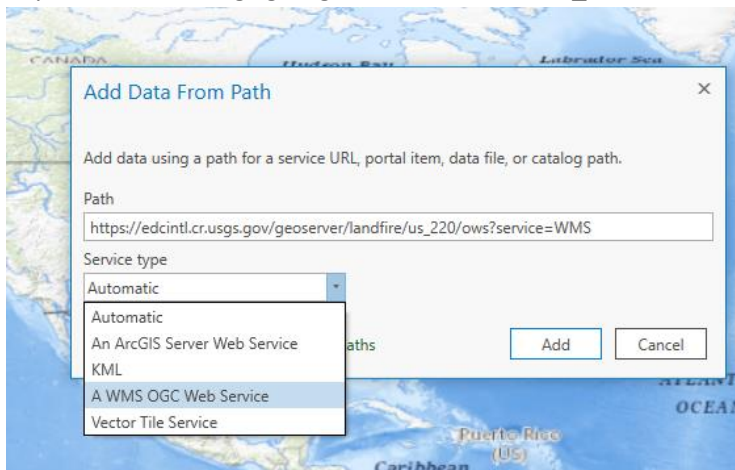 CANADA
Hudson Bay
Labrador Sea
Add Data From Path
Add data using a path for a service URL, portal item, data file, or catalog path.
Path
https://edcintl.cr.usgs.gov/geoserver/landfire/us_220/ows?service=WMS
Service type
Automatic
Automatic
An ArcGIS Server Web Service
aths
Add
Cancel
KML
A WMS OGC Web Service
Vector Tile Service
OCEA
Puerto Rico
(US)
Caribbean